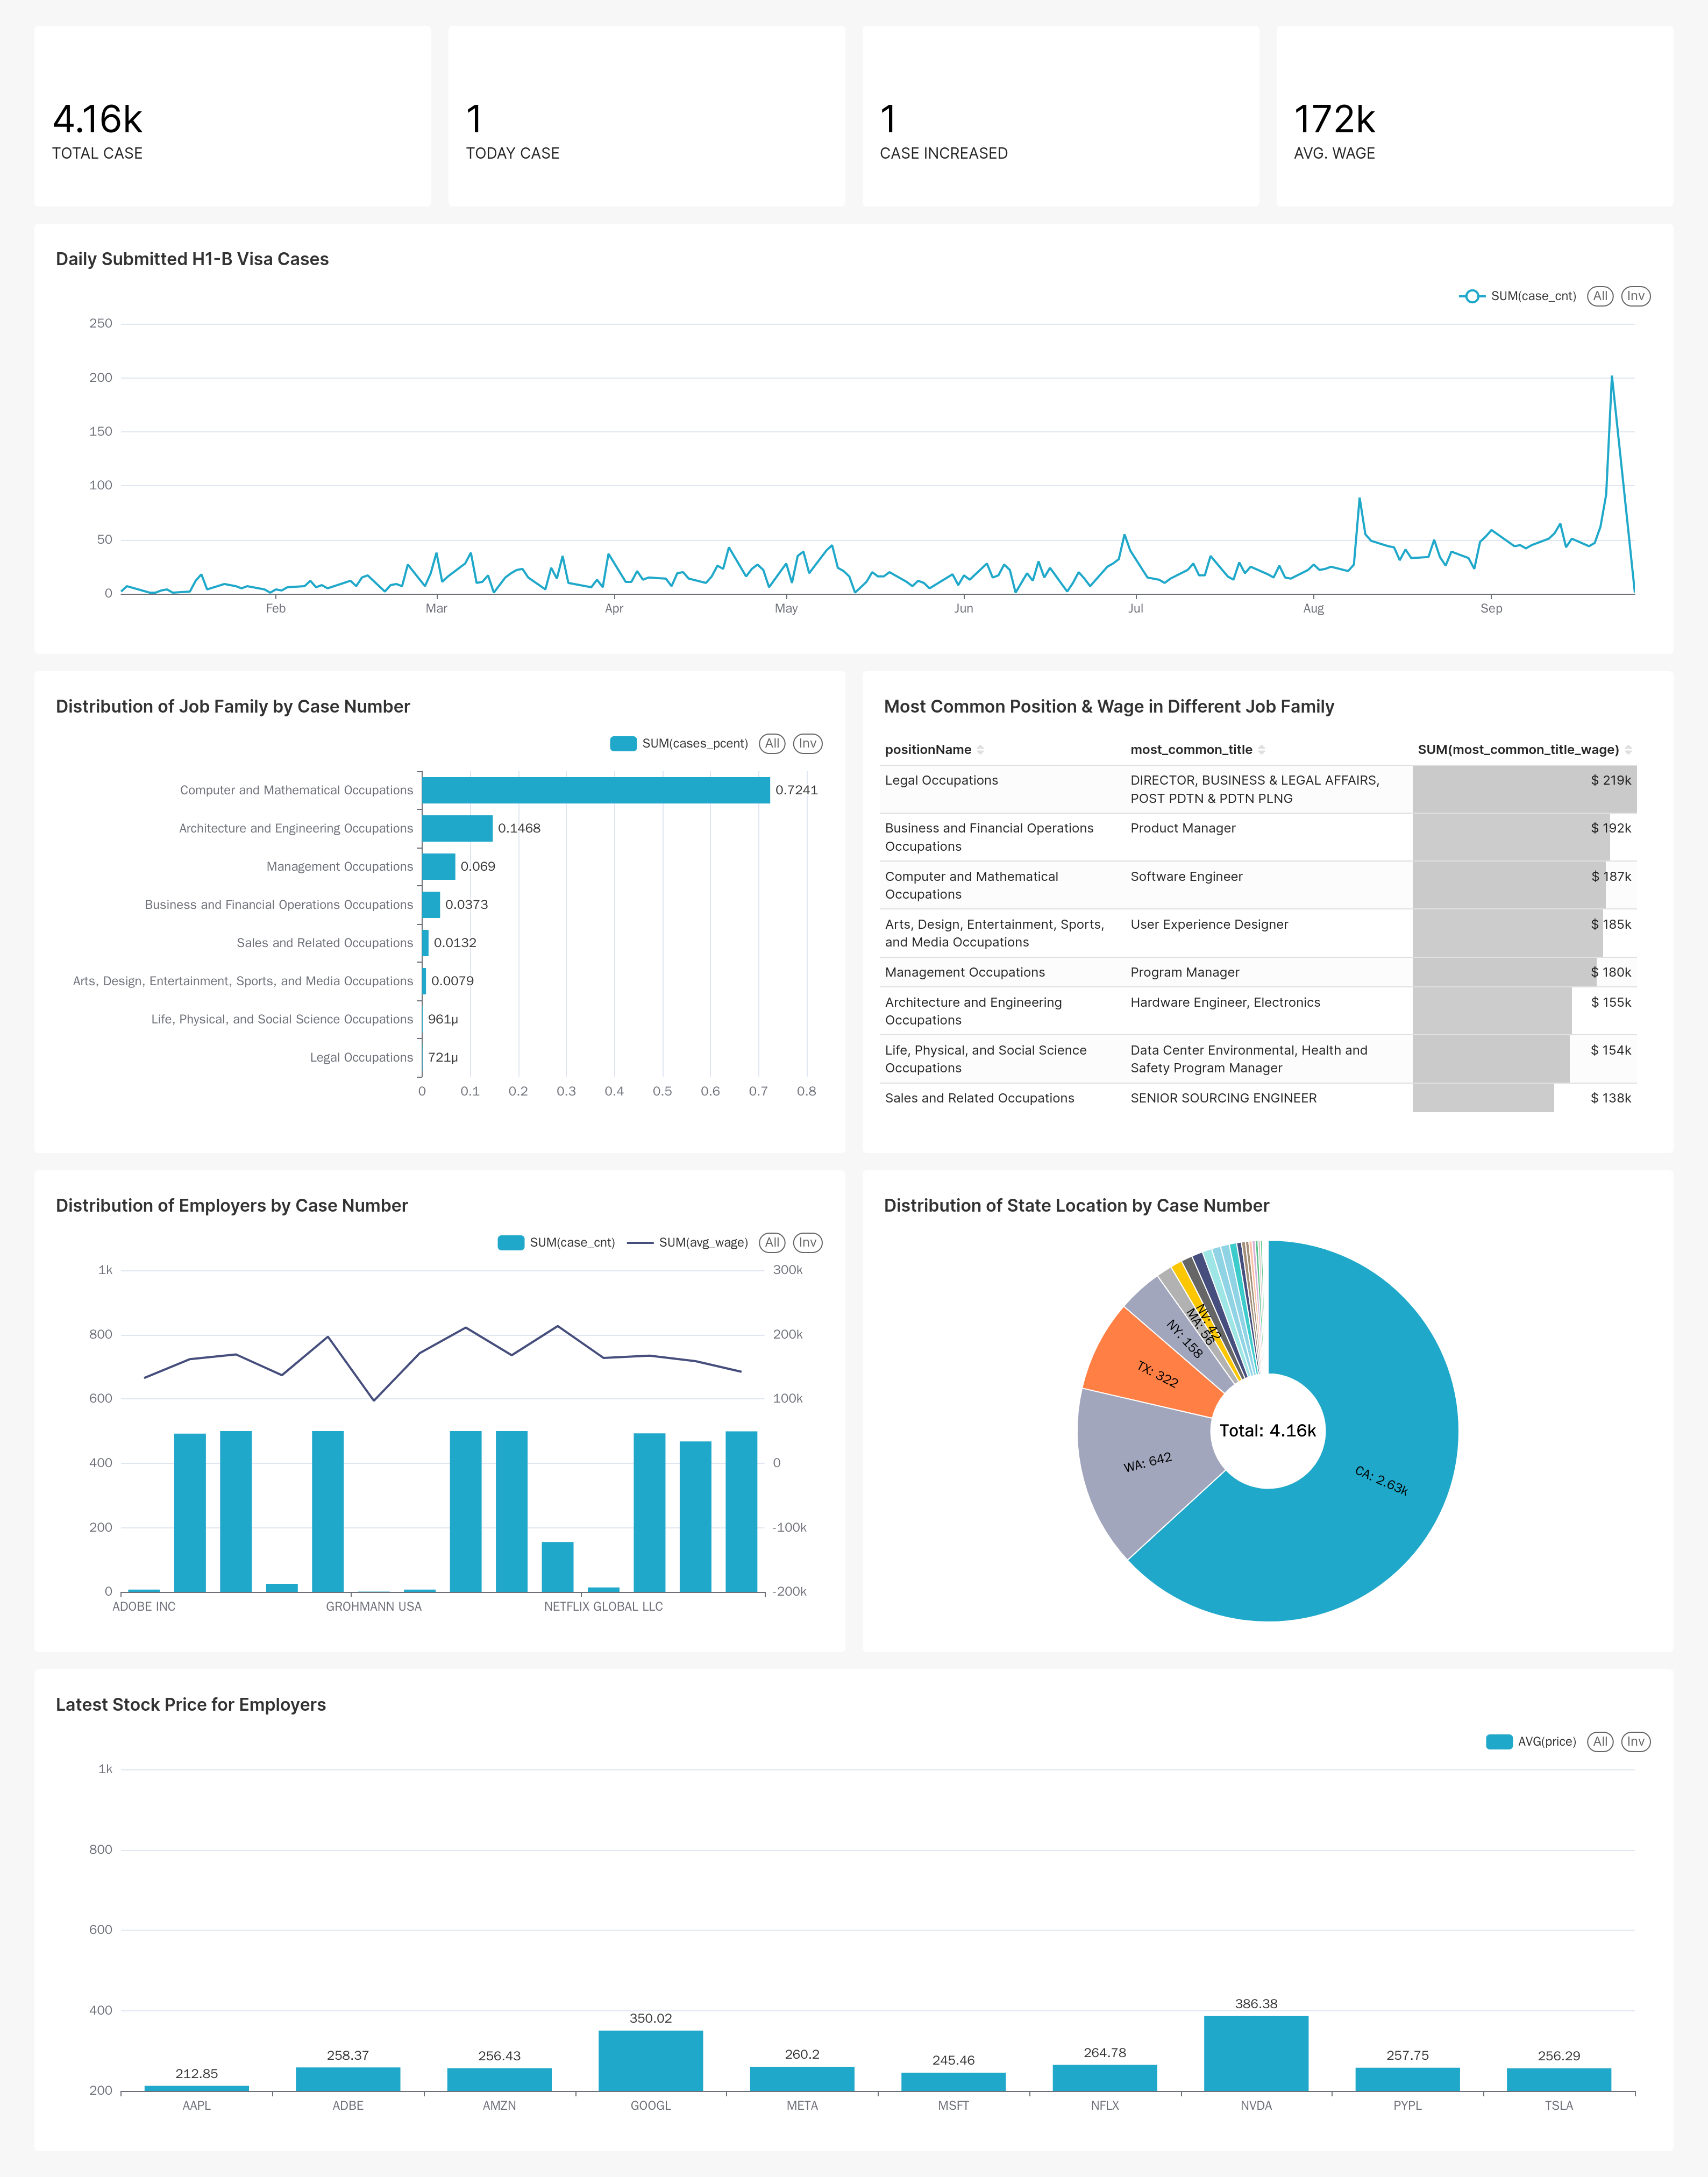 4.16k
TOTAL CASE
1
TODAY CASE
1
CASE INCREASED
172k
AVG. WAGE
Daily Submitted H1-B Visa Cases
SUM(case_cnt) All Inv
250
200
150
100
50
0
Feb Mar Apr May Jun Jul Aug Sep
Distribution of Job Family by Case Number
SUM(cases_pcent) All Inv
Computer and Mathematical Occupations 0.7241
Architecture and Engineering Occupations 0.1468
Management Occupations 0.069
Business and Financial Operations Occupations 0.0373
Sales and Related Occupations 0.0132
Arts, Design, Entertainment, Sports, and Media Occupations 0.0079
Life, Physical, and Social Science Occupations 961µ
Legal Occupations 721µ
0 0.1 0.2 0.3 0.4 0.5 0.6 0.7 0.8
Most Common Position & Wage in Different Job Family
positionName most_common_title SUM(most_common_title_wage)
Legal Occupations DIRECTOR, BUSINESS & LEGAL AFFAIRS, $ 219k
POST PDTN & PDTN PLNG
Business and Financial Operations Product Manager $ 192k
Occupations
Computer and Mathematical Software Engineer $ 187k
Occupations
Arts, Design, Entertainment, Sports, User Experience Designer $ 185k
and Media Occupations
Management Occupations Program Manager $ 180k
Architecture and Engineering Hardware Engineer, Electronics $ 155k
Occupations
Life, Physical, and Social Science Data Center Environmental, Health and $ 154k
Occupations Safety Program Manager
Sales and Related Occupations SENIOR SOURCING ENGINEER $ 138k
Distribution of Employers by Case Number
SUM(case_cnt) SUM(avg_wage) All Inv
1k 300k
800 200k
600 100k
400 0
200 -100k
0 -200k
ADOBE INC GROHMANN USA NETFLIX GLOBAL LLC
Distribution of State Location by Case Number
NV: 42
MA: 56
NY: 158
TX: 322
Total: 4.16k
WA: 642
CA: 2.63k
Latest Stock Price for Employers
AVG(price) All Inv
1k
800
600
400
200
212.85 258.37 256.43 350.02 260.2 245.46 264.78 386.38 257.75 256.29
AAPL ADBE AMZN GOOGL META MSFT NFLX NVDA PYPL TSLA